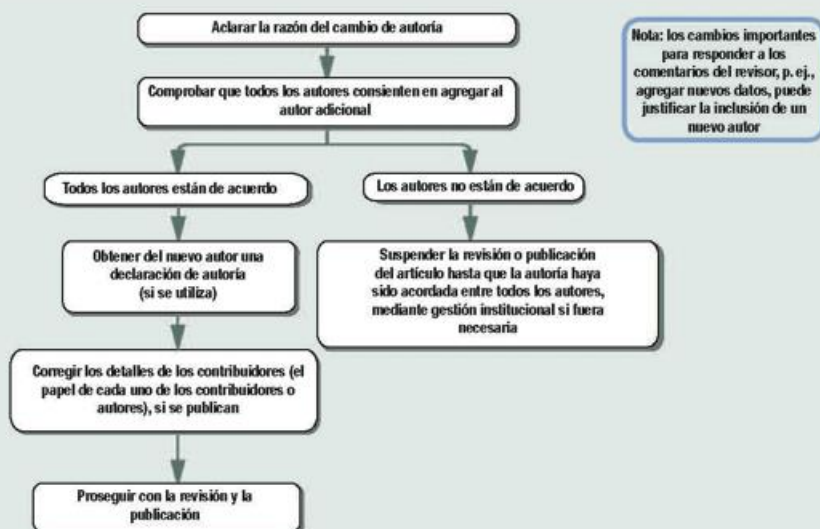 Aclarar la razón del cambio de autoría
Nota: los cambios importantes
para responder a los
comentarios del revisor, p. ej.,
agregar nuevos datos, puede
justificar la inclusión de un
nuevo autor
Comprobar que todos los autores consienten en agregar al
autor adicional
Todos los autores están de acuerdo
Los autores no están de acuerdo
Obtener del nuevo autor una
declaración de autoría
(si se utiliza)
Suspender la revisión o publicación
del artículo hasta que la autoría haya
sido acordada entre todos los autores,
mediante gestión institucional si fuera
necesaria
Corregir los detalles de los contribuidores (el
papel de cada uno de los contribuidores o
autores), si se publican
Proseguir con la revisión y la
publicación